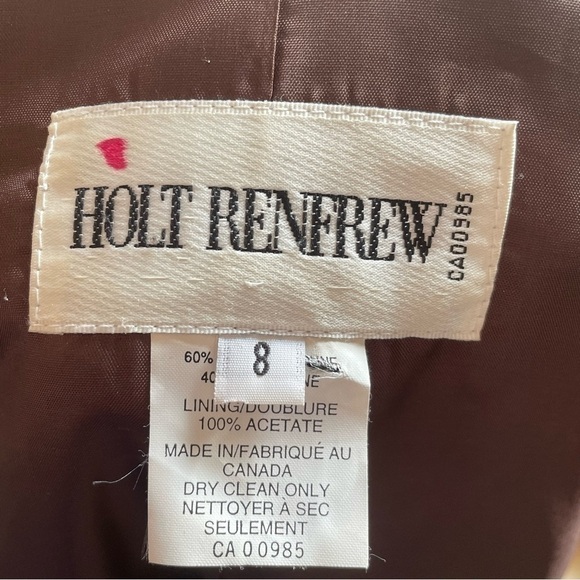 HOLT RENFREW
CA00985
8
60%
40
LINING/DOUBLURE
100% ACETATE
MADE IN/FABRIQUÉ AU
CANADA
DRY CLEAN ONLY
NETTOYER À SEC
SEULEMENT
CA 00985